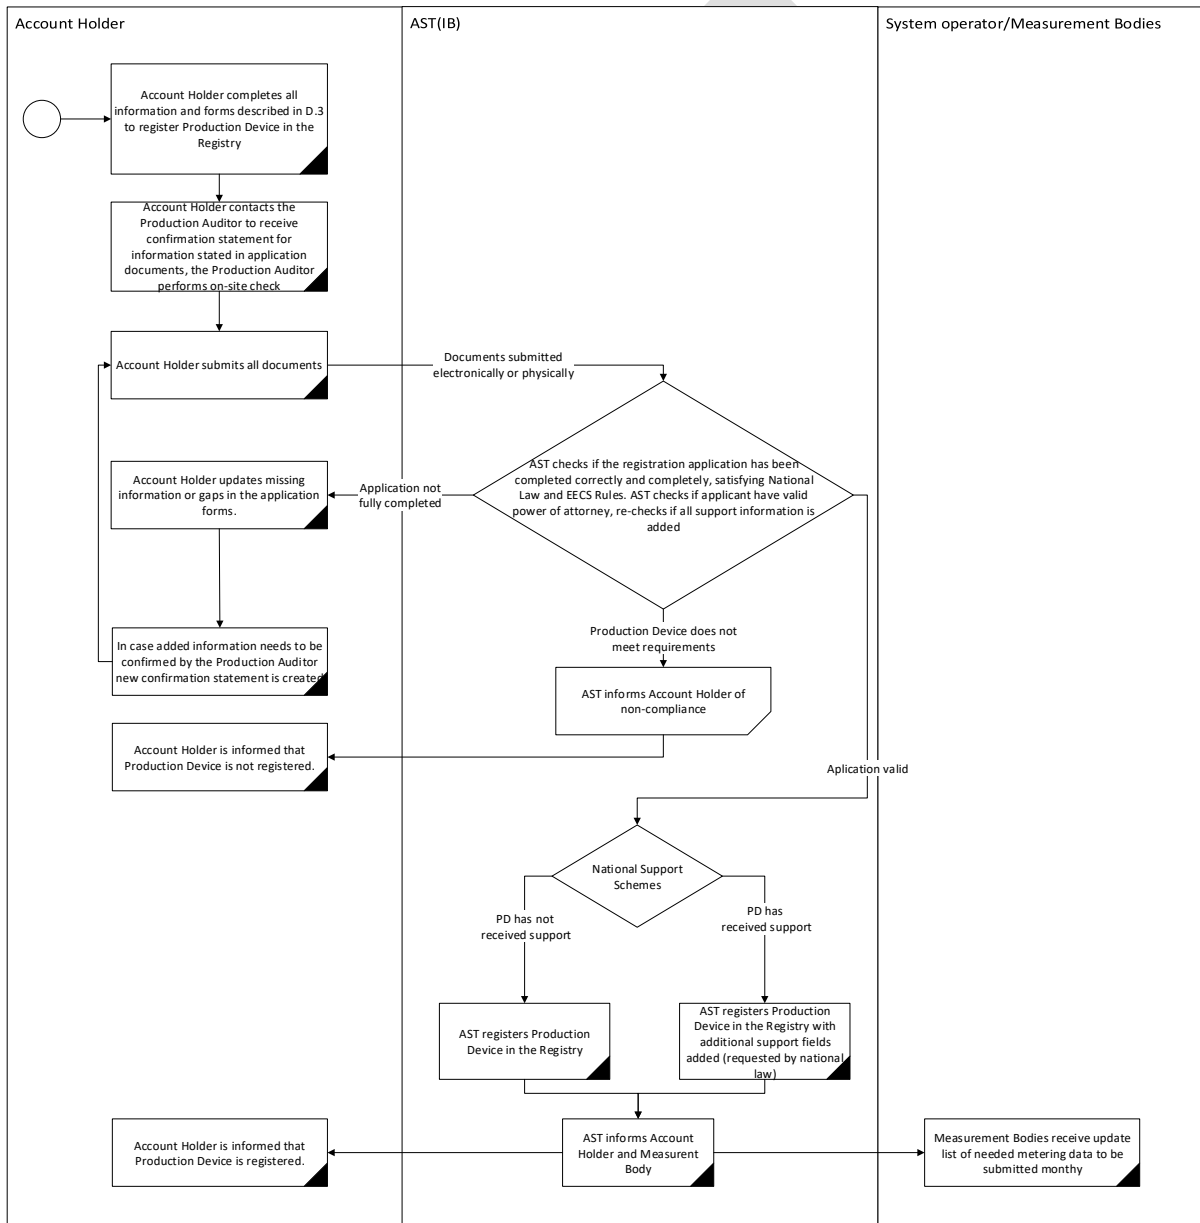 Account Holder
AST(IB)
System operator/Measurement Bodies
Account Holder completes all
information and forms described in D.3
to register Production Device in the
Registry
Account Holder contacts the
Production Auditor to receive
confirmation statement for
information stated in application
documents, the Production Auditor
performs on-site check
Account Holder submits all documents
Documents submitted
electronically or physically
AST checks if the registration application has been
completed correctly and completely, satisfying National
Law and EECS Rules. AST checks if applicant have valid
power of attorney, re-checks if all support information is
added
Application not
fully completed
Account Holder updates missing
information or gaps in the application
forms.
In case added information needs to be
confirmed by the Production Auditor
new confirmation statement is created
Production Device does not
meet requirements
AST informs Account Holder of
non-compliance
Account Holder is informed that
Production Device is not registered.
Aplication valid
National Support
Schemes
PD has not
received support
PD has
received support
AST registers Production
Device in the Registry
AST registers Production
Device in the Registry with
additional support fields
added (requested by national
law)
AST informs Account
Holder and Measurent
Body
Account Holder is informed that
Production Device is registered.
Measurement Bodies receive update
list of needed metering data to be
submitted monthy